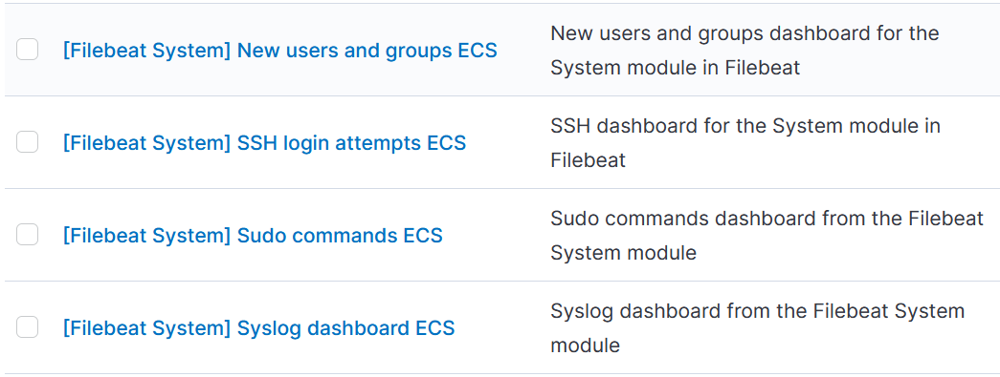 [Filebeat System] New users and groups ECS
New users and groups dashboard for the
System module in Filebeat
[Filebeat System] SSH login attempts ECS
SSH dashboard for the System module in
Filebeat
[Filebeat System] Sudo commands ECS
Sudo commands dashboard from the Filebeat
System module
[Filebeat System] Syslog dashboard ECS
Syslog dashboard from the Filebeat System
module